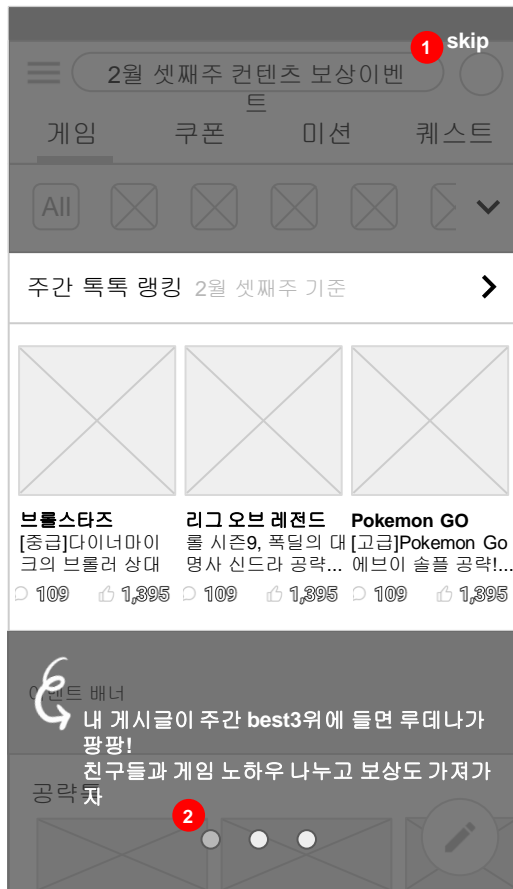 1 skip
2월 셋째주 컨텐츠 보상이벤
트
게임 쿠폰 미션 퀘스트
All
주간 톡톡 랭킹 2월 셋째주 기준
브롤스타즈
[중급]다이너마이
크의 브롤러 상대
109 1,395
리그 오브 레전드
롤 시즌9, 폭딜의 대
명사 신드라 공략...
109 1,395
Pokemon GO
[고급]Pokemon Go
에브이 솔플 공략!...
109 1,395
이벤트 배너
내 게시글이 주간 best3위에 들면 루데나가
팡팡!
친구들과 게임 노하우 나누고 보상도 가져가
자
공략
2